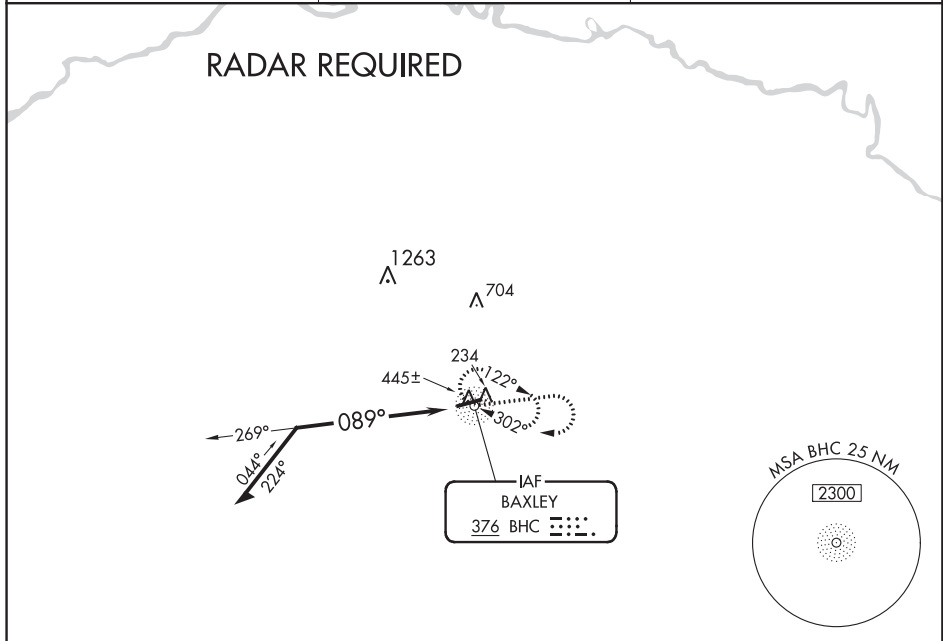 RADAR REQUIRED
1263
704
234
445±
122°
302°
089°
269°
044°
224°
IAF
BAXLEY
376 BHC
MSA BHC 25 NM
2300